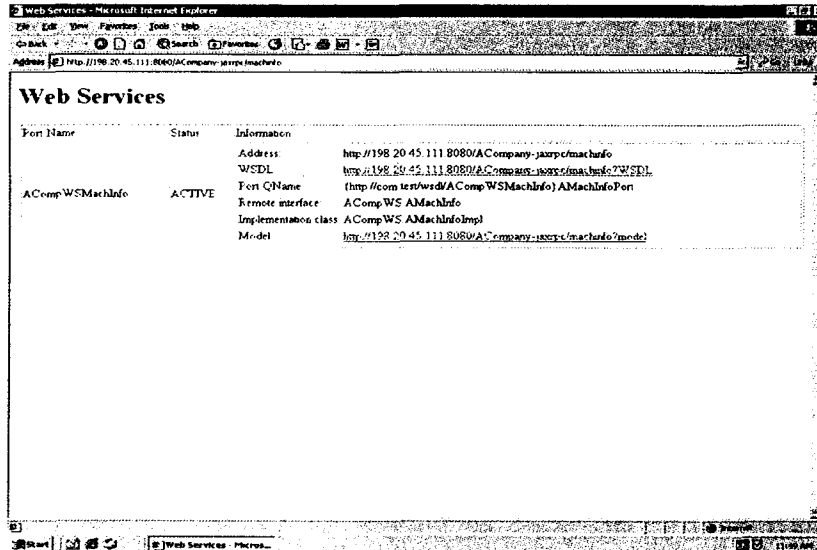 Web Services - Microsoft Internet Explorer
File Edit View Favorites Tools Help
Back Search Favorites
Address http://198.20.45.111:8080/ACompany-jaxrpc/machinfo
Web Services
Port Name Status Information
Address: http://198.20.45.111:8080/ACompany-jaxrpc/machinfo
WSDL: http://198.20.45.111:8080/ACompany-jaxrpc/machinfo?WSDL
ACompWSMachInfo ACTIVE
Port QName: {http://com.test/wsdl/ACompWSMachInfo}AMachInfoPort
Remote interface: ACompWS.AMachInfo
Implementation class: ACompWS.AMachInfoImpl
Model: http://198.20.45.111:8080/ACompany-jaxrpc/machinfo?model
Start Web Services - Micros...